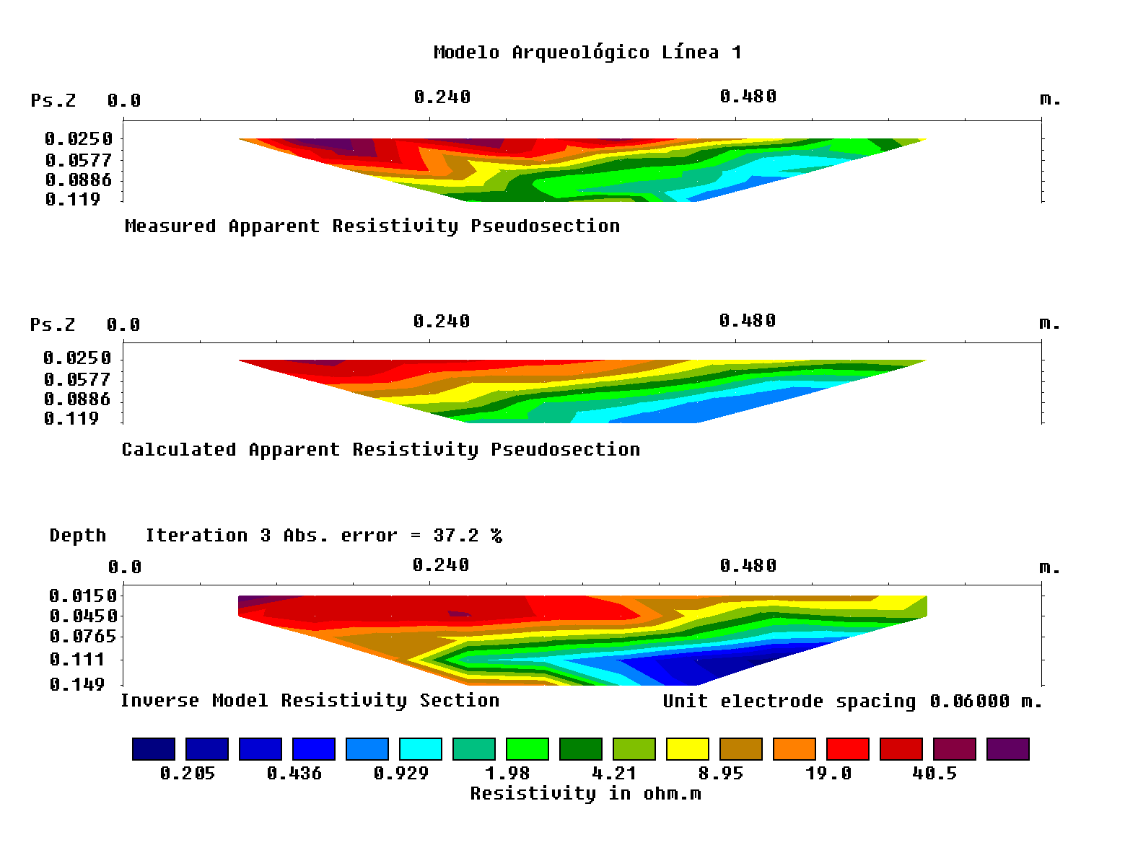 Modelo Arqueológico Línea 1
Ps.Z 0.0 0.240 0.480 m.
0.0250
0.0577
0.0886
0.119
Measured Apparent Resistivity Pseudosection
Ps.Z 0.0 0.240 0.480 m.
0.0250
0.0577
0.0886
0.119
Calculated Apparent Resistivity Pseudosection
Depth Iteration 3 Abs. error = 37.2 %
0.0 0.240 0.480 m.
0.0150
0.0450
0.0765
0.111
0.149
Inverse Model Resistivity Section Unit electrode spacing 0.06000 m.
0.205 0.436 0.929 1.98 4.21 8.95 19.0 40.5
Resistivity in ohm.m